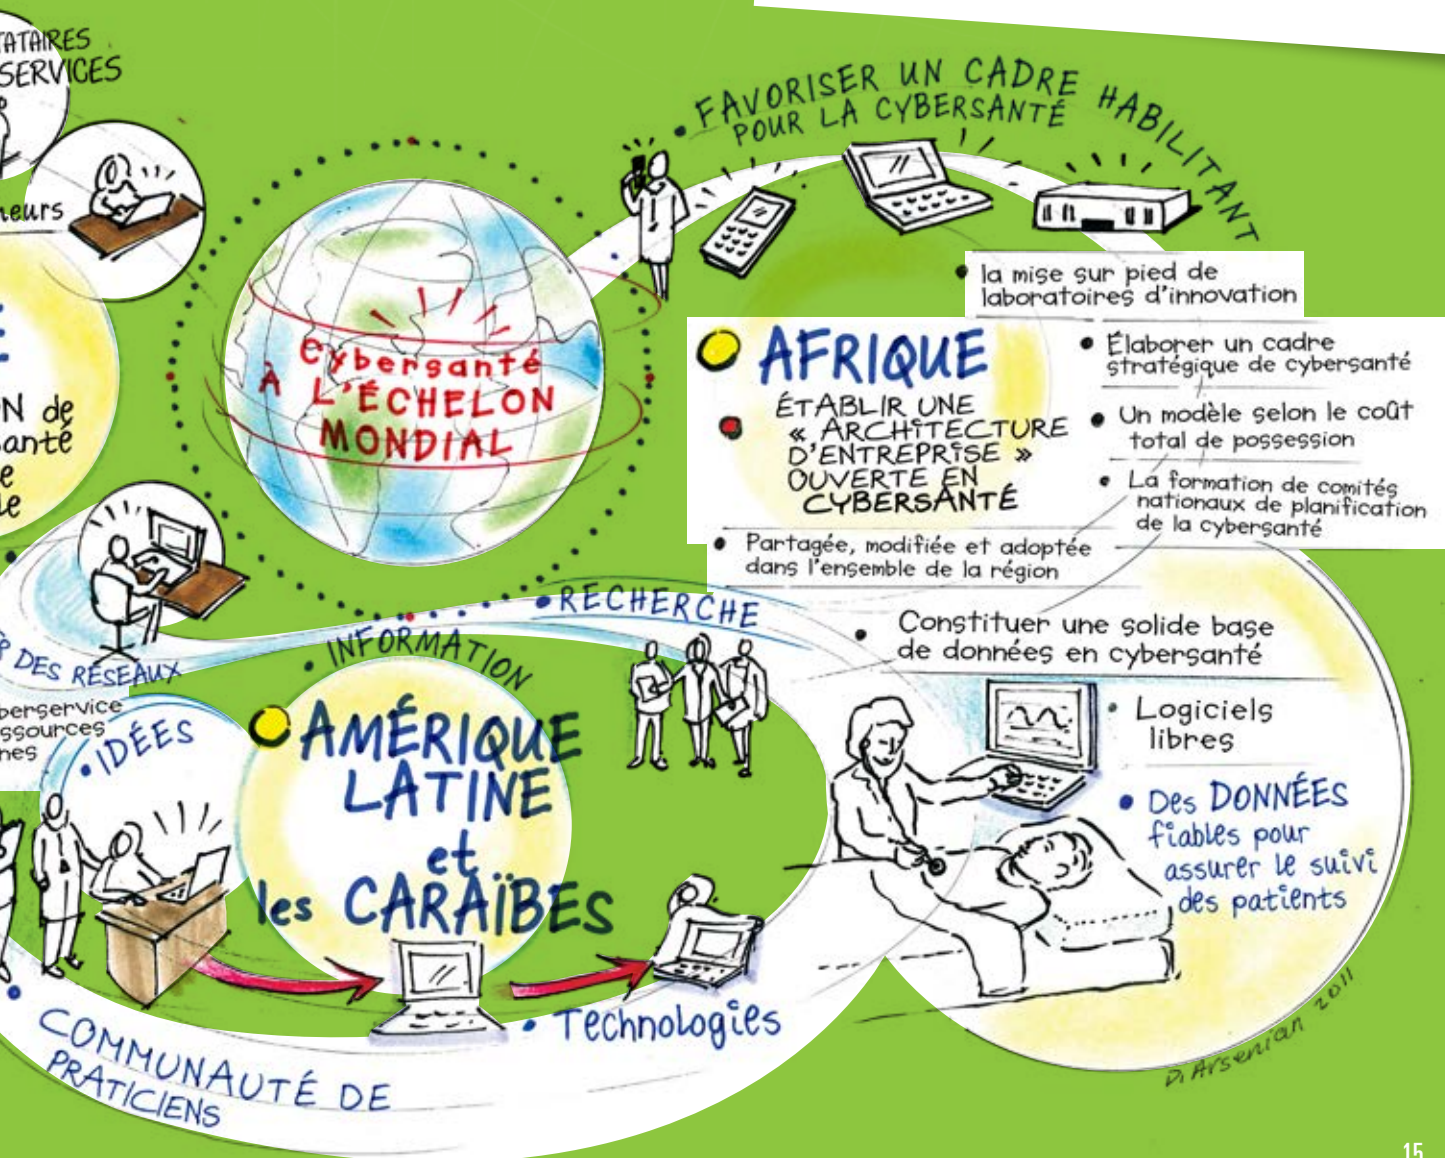 SERVICES
• FAVORISER UN CADRE HABILITANT
POUR LA CYBERSANTÉ
• la mise sur pied de
laboratoires d'innovation
AFRIQUE
ÉTABLIR UNE
« ARCHITECTURE
D'ENTREPRISE »
OUVERTE EN
CYBERSANTÉ
• Élaborer un cadre
stratégique de cybersanté
• Un modèle selon le coût
total de possession
• La formation de comités
nationaux de planification
de la cybersanté
• Partagée, modifiée et adoptée
dans l'ensemble de la région
• Constituer une solide base
de données en cybersanté
• Logiciels
libres
• Des DONNÉES
fiables pour
assurer le suivi
des patients
Cybersanté
À L'ÉCHELON
MONDIAL
de
DES RÉSEAUX
• IDÉES
• INFORMATION
• RECHERCHE
AMÉRIQUE
LATINE
et
les CARAÏBES
• Technologies
• COMMUNAUTÉ DE
PRATICIENS
D. Arsenian 2011
15